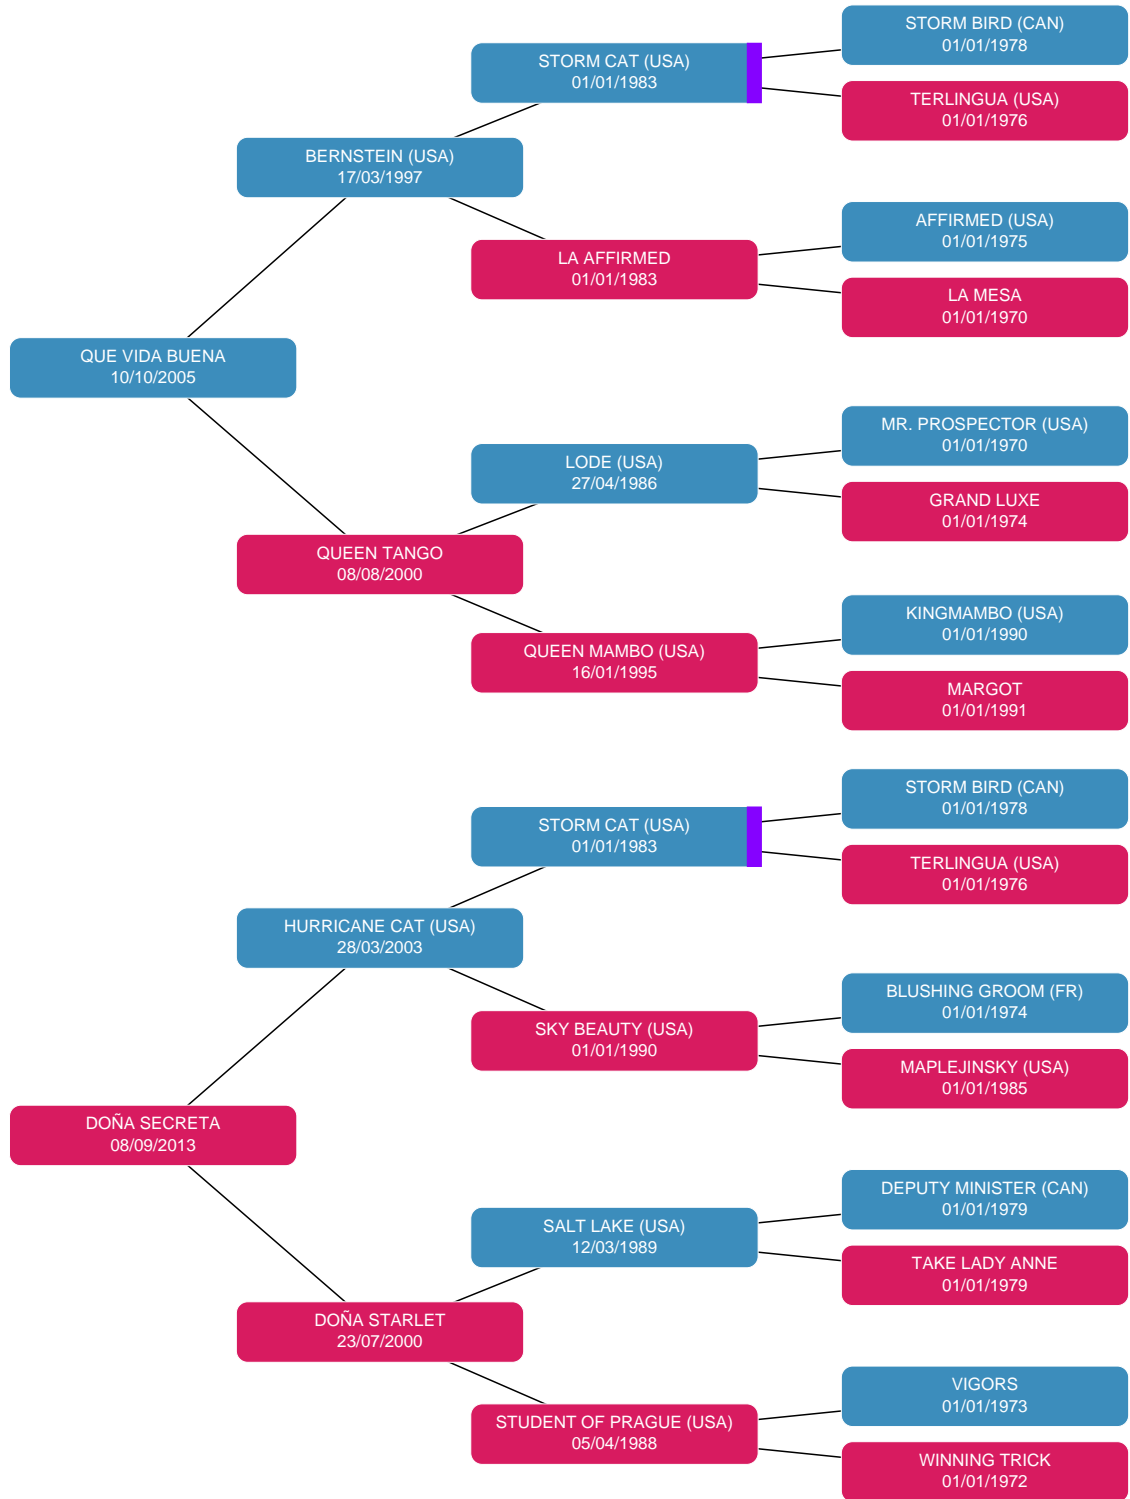 STORM BIRD (CAN)
01/01/1978
STORM CAT (USA)
01/01/1983
TERLINGUA (USA)
01/01/1976
BERNSTEIN (USA)
17/03/1997
AFFIRMED (USA)
01/01/1975
LA AFFIRMED
01/01/1983
LA MESA
01/01/1970
QUE VIDA BUENA
10/10/2005
MR. PROSPECTOR (USA)
01/01/1970
LODE (USA)
27/04/1986
GRAND LUXE
01/01/1974
QUEEN TANGO
08/08/2000
KINGMAMBO (USA)
01/01/1990
QUEEN MAMBO (USA)
16/01/1995
MARGOT
01/01/1991
STORM BIRD (CAN)
01/01/1978
STORM CAT (USA)
01/01/1983
TERLINGUA (USA)
01/01/1976
HURRICANE CAT (USA)
28/03/2003
BLUSHING GROOM (FR)
01/01/1974
SKY BEAUTY (USA)
01/01/1990
MAPLEJINSKY (USA)
01/01/1985
DOÑA SECRETA
08/09/2013
DEPUTY MINISTER (CAN)
01/01/1979
SALT LAKE (USA)
12/03/1989
TAKE LADY ANNE
01/01/1979
DOÑA STARLET
23/07/2000
VIGORS
01/01/1973
STUDENT OF PRAGUE (USA)
05/04/1988
WINNING TRICK
01/01/1972